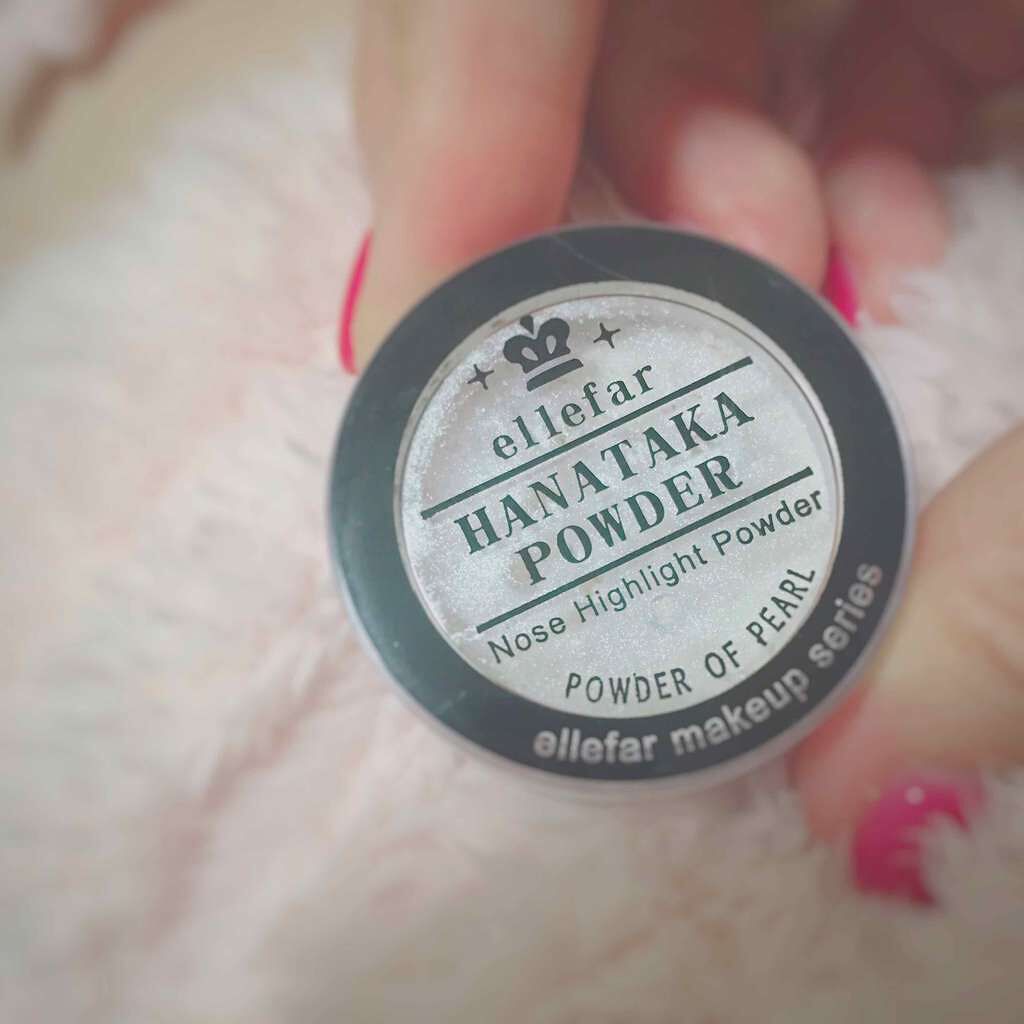 ellefar
HANATAKA
POWDER
Nose Highlight Powder
POWDER OF PEARL
ellefar makeup series